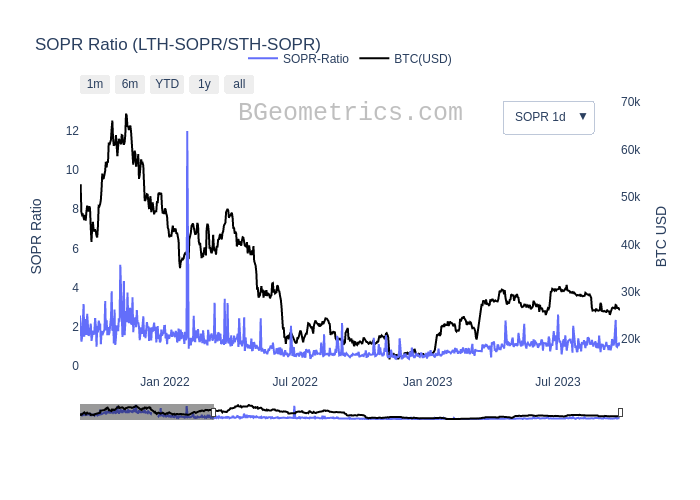 SOPR Ratio (LTH-SOPR/STH-SOPR)
SOPR-Ratio
BTC(USD)
1m
6m
YTD
1y
all
BGeometrics.com
SOPR 1d ▼
12
10
8
6
4
2
0
SOPR Ratio
70k
60k
50k
40k
30k
20k
BTC USD
Jan 2022
Jul 2022
Jan 2023
Jul 2023